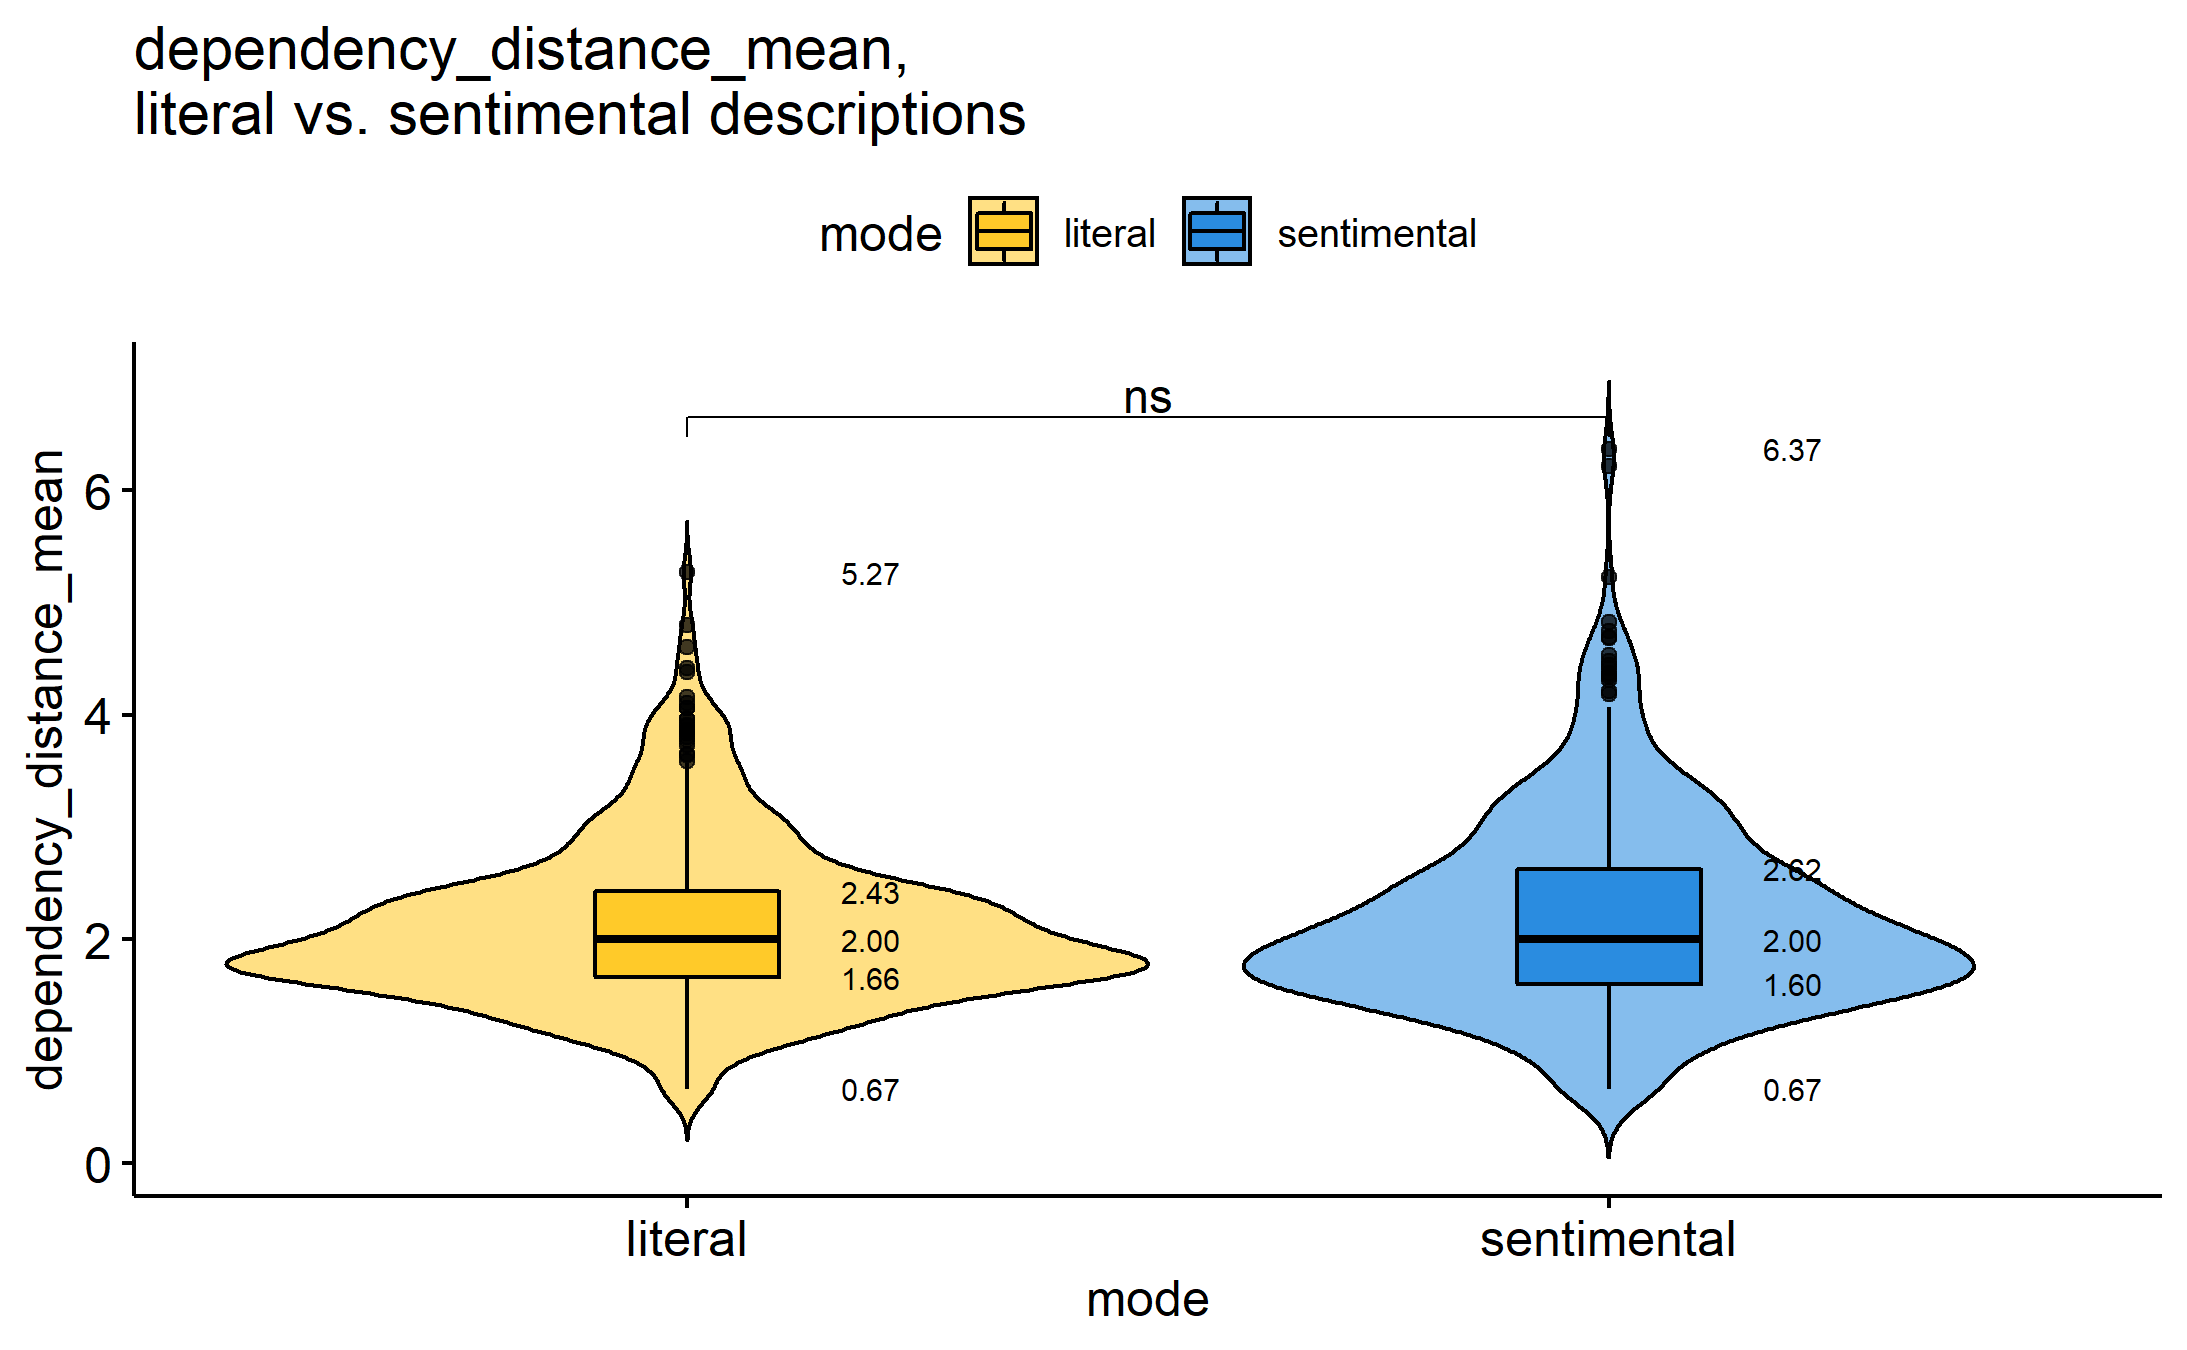 dependency_distance_mean,
literal vs. sentimental descriptions
mode literal sentimental
ns
6.37
5.27
2.43
2.00
1.66
0.67
2.62
2.00
1.60
0.67
dependency_distance_mean
6
4
2
0
literal sentimental
mode